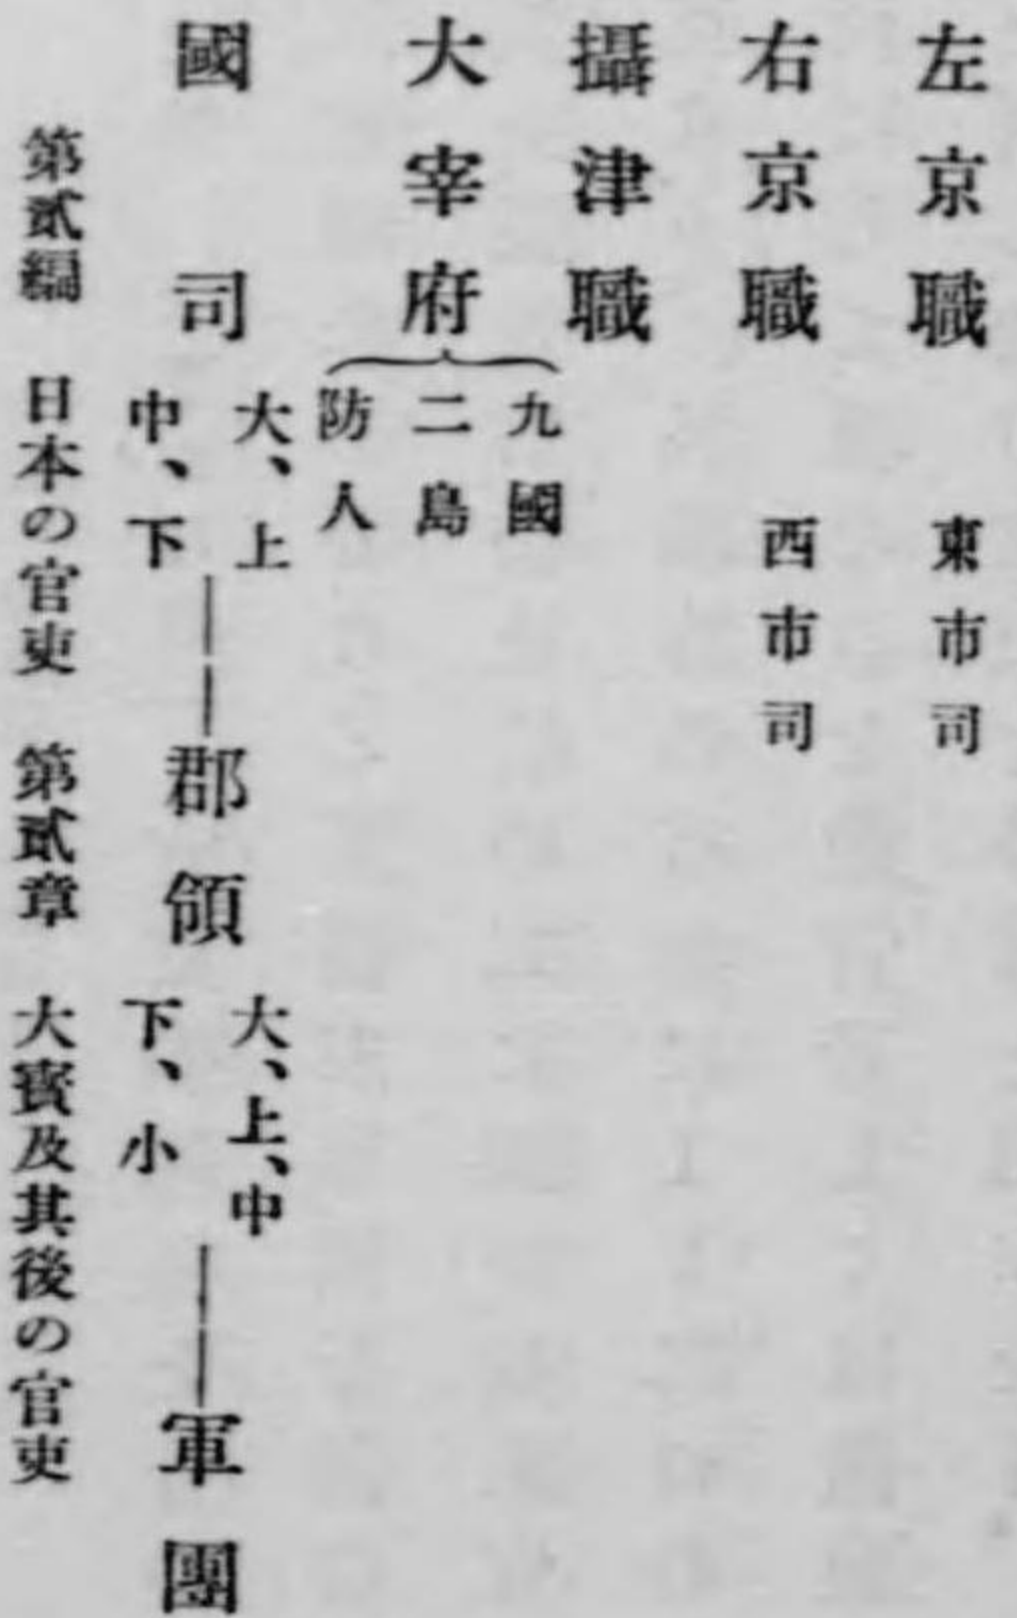 左京職　東市司
右京職　西市司
攝津職
大宰府
九國
二島
防人
國司
大、上
中、下
郡領
大、上、中
下、小
軍團
第貳編　日本の官吏　第貳章　大寶及其後の官吏